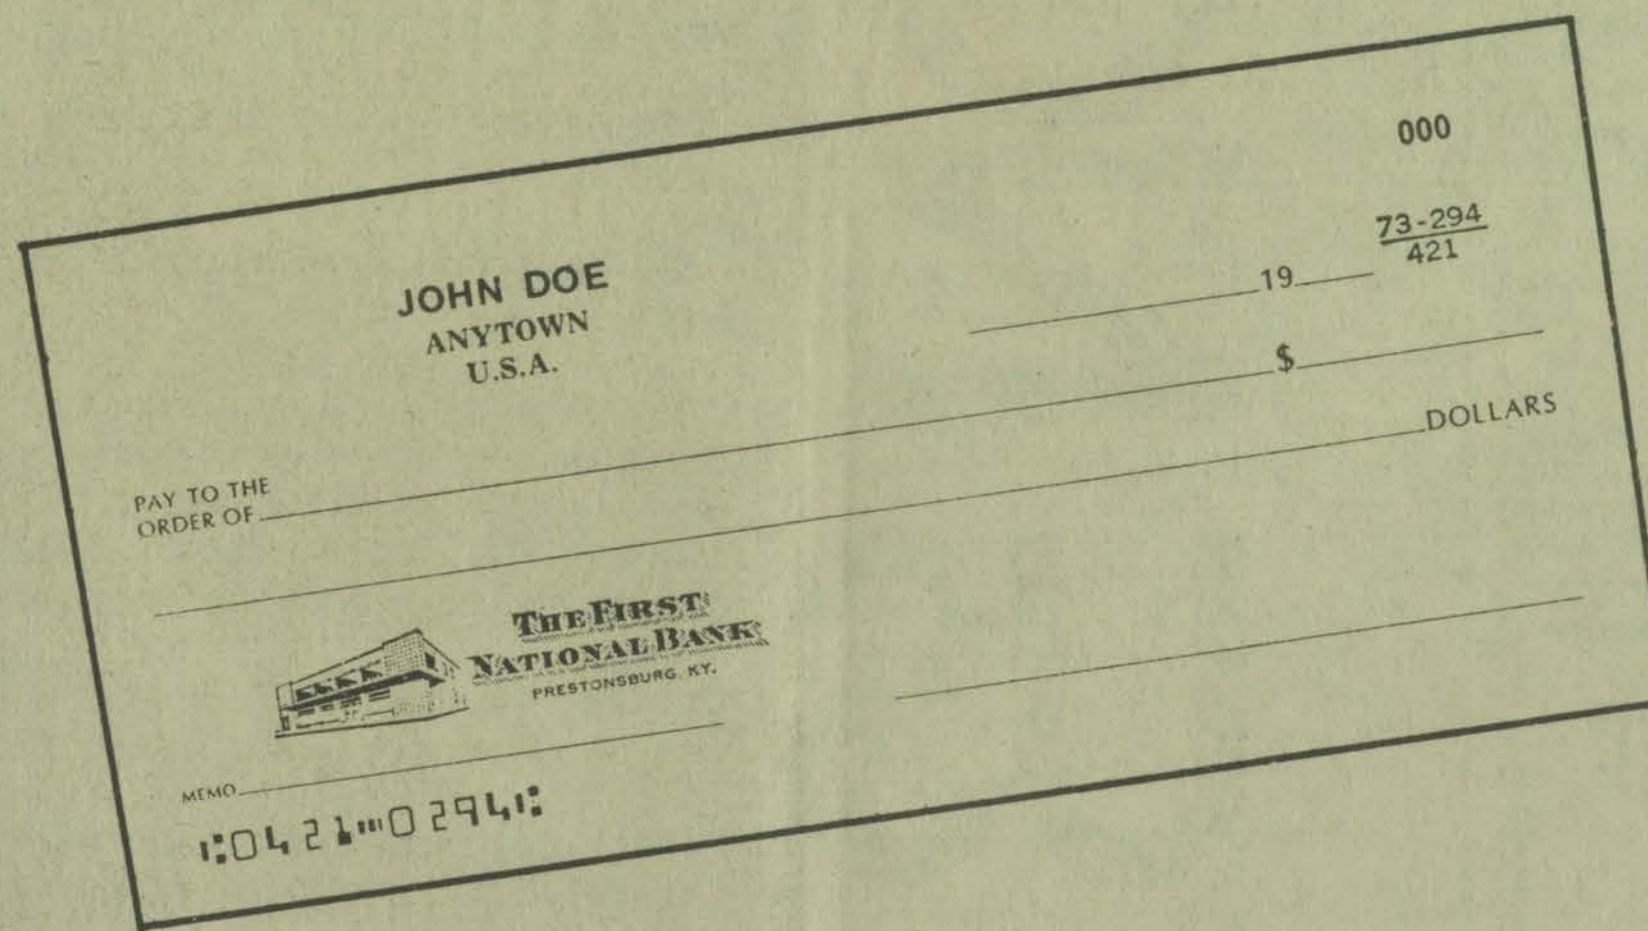 000
73-294
421
JOHN DOE
ANYTOWN
U.S.A.
19
PAY TO THE
ORDER OF $
DOLLARS
THE FIRST
NATIONAL BANK
PRESTONSBURG, KY.
MEMO
⑆0421⑉0294⑆